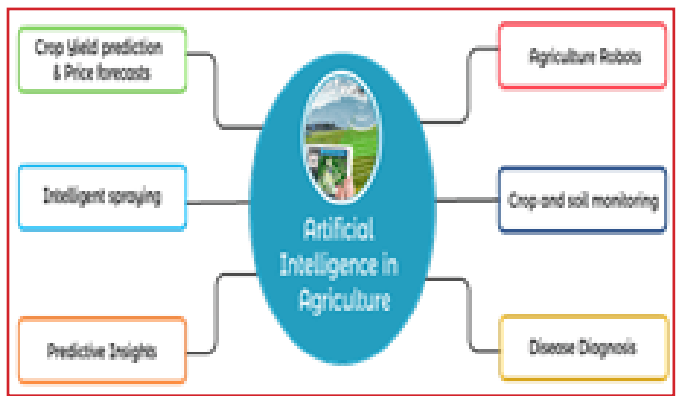 Crop Yield prediction
& Price forecasts
Agriculture Robots
Intelligent spraying
Artificial
Intelligence in
Agriculture
Crop and soil monitoring
Predictive Insights
Disease Diagnosis